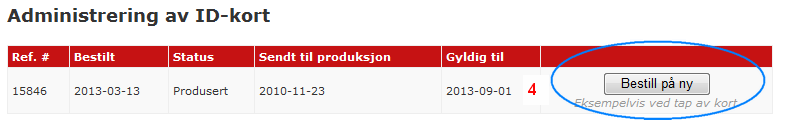 Administrering av ID-kort
Ref. # Bestilt Status Sendt til produksjon Gyldig til
15846 2013-03-13 Produsert 2010-11-23 2013-09-01 4 Bestill på ny
Eksempelvis ved tap av kort